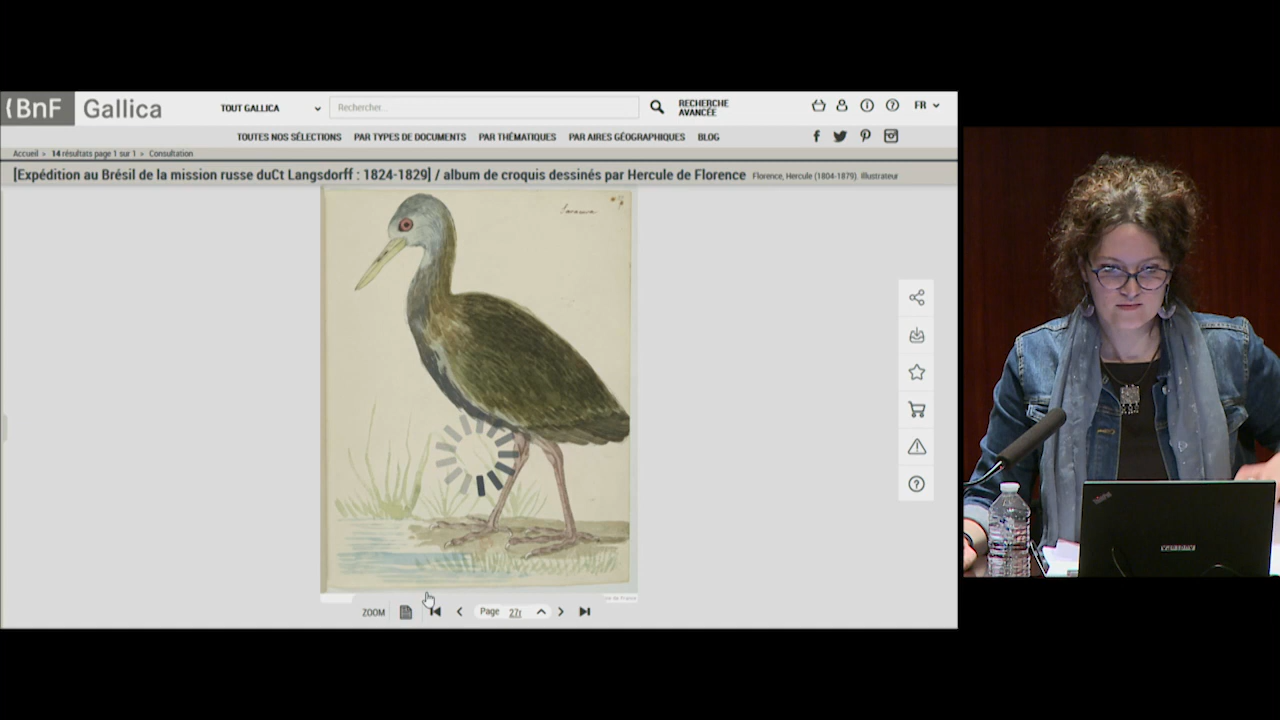 BnF Gallica
TOUT GALLICA
Rechercher...
RECHERCHE
AVANCÉE
FR
TOUTES NOS SÉLECTIONS PAR TYPES DE DOCUMENTS PAR THÉMATIQUES PAR AIRES GÉOGRAPHIQUES BLOG
Accueil > 14 résultats page 1 sur 1 > Consultation
[Expédition au Brésil de la mission russe duCt Langsdorff : 1824-1829] / album de croquis dessinés par Hercule de Florence Florence, Hercule (1804-1879). Illustrateur
ZOOM
Page 27r
ThinkPad